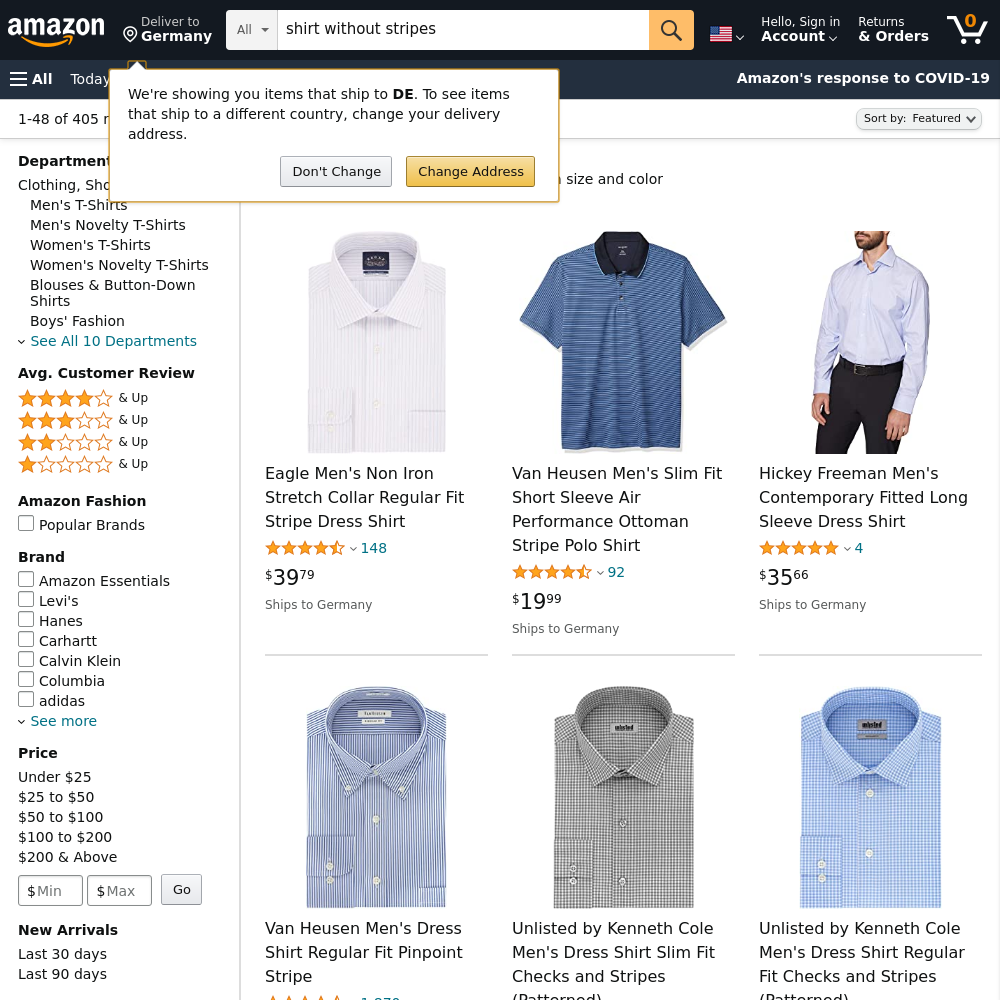 amazon
Deliver to
Germany
All
shirt without stripes
Hello, Sign in
Account
Returns
& Orders
0
All
Today
Amazon's response to COVID-19
We're showing you items that ship to DE. To see items
that ship to a different country, change your delivery
address.
Don't Change
Change Address
1-48 of 405
Sort by: Featured
size and color
Department
Clothing,
Men's T-Shirts
Men's Novelty T-Shirts
Women's T-Shirts
Women's Novelty T-Shirts
Blouses & Button-Down
Shirts
Boys' Fashion
See All 10 Departments
Avg. Customer Review
& Up
& Up
& Up
& Up
Amazon Fashion
Popular Brands
Brand
Amazon Essentials
Levi's
Hanes
Carhartt
Calvin Klein
Columbia
adidas
See more
Price
Under $25
$25 to $50
$50 to $100
$100 to $200
$200 & Above
$Min
$Max
Go
New Arrivals
Last 30 days
Last 90 days
Eagle Men's Non Iron
Stretch Collar Regular Fit
Stripe Dress Shirt
148
$39 79
Ships to Germany
Van Heusen Men's Slim Fit
Short Sleeve Air
Performance Ottoman
Stripe Polo Shirt
92
$19 99
Ships to Germany
Hickey Freeman Men's
Contemporary Fitted Long
Sleeve Dress Shirt
4
$35 66
Ships to Germany
Van Heusen Men's Dress
Shirt Regular Fit Pinpoint
Stripe
Unlisted by Kenneth Cole
Men's Dress Shirt Slim Fit
Checks and Stripes
(Patterned)
Unlisted by Kenneth Cole
Men's Dress Shirt Regular
Fit Checks and Stripes
(Patterned)